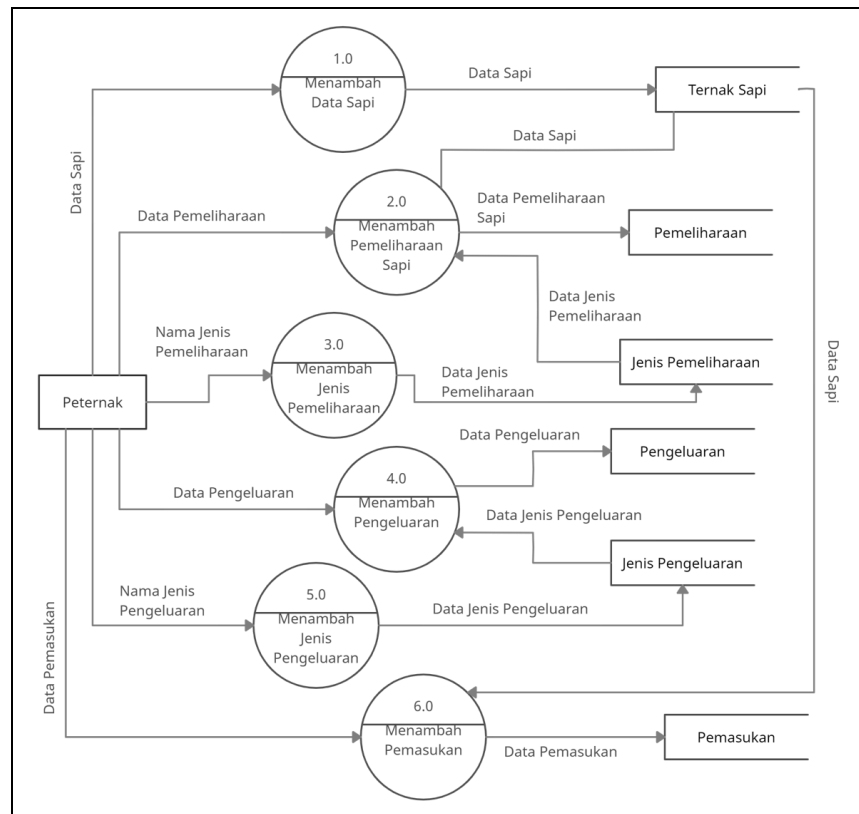 1.0
Menambah
Data Sapi
Data Sapi
Data Sapi
Ternak Sapi
Data Sapi
2.0
Menambah
Pemeliharaan
Sapi
Data Pemeliharaan
Data Pemeliharaan
Sapi
Pemeliharaan
Data Jenis
Pemeliharaan
Nama Jenis
Pemeliharaan
3.0
Menambah
Jenis
Pemeliharaan
Data Jenis
Pemeliharaan
Jenis Pemeliharaan
Data Sapi
Peternak
Data Pengeluaran
4.0
Menambah
Pengeluaran
Data Pengeluaran
Pengeluaran
Data Jenis Pengeluaran
Jenis Pengeluaran
Nama Jenis
Pengeluaran
5.0
Menambah
Jenis
Pengeluaran
Data Jenis Pengeluaran
Data Pemasukan
6.0
Menambah
Pemasukan
Data Pemasukan
Pemasukan